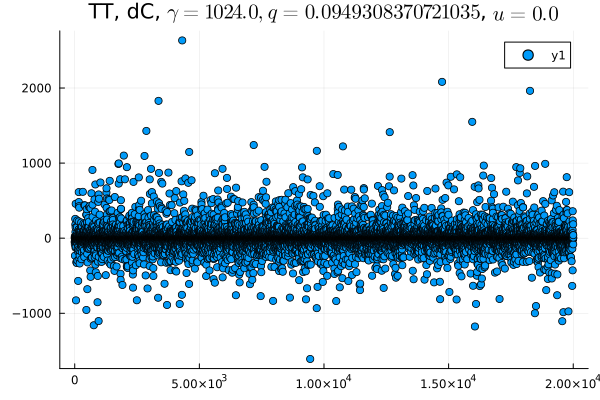 TT, dC, γ = 1024.0, q = 0.0949308370721035, u = 0.0
y1
2000
1000
0
−1000
0 5.00×10³ 1.00×10⁴ 1.50×10⁴ 2.00×10⁴